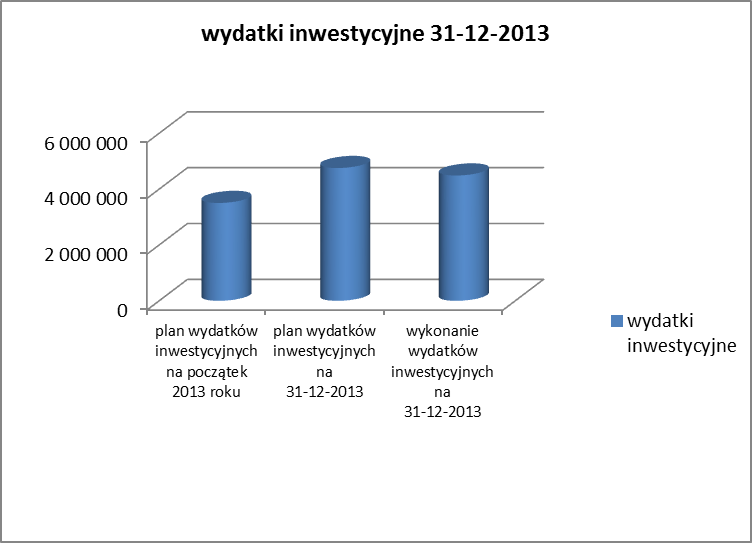 wydatki inwestycyjne 31-12-2013
6 000 000
4 000 000
2 000 000
0
plan wydatków
inwestycyjnych
na początek
2013 roku
plan wydatków
inwestycyjnych
na
31-12-2013
wykonanie
wydatków
inwestycyjnych
na
31-12-2013
wydatki
inwestycyjne